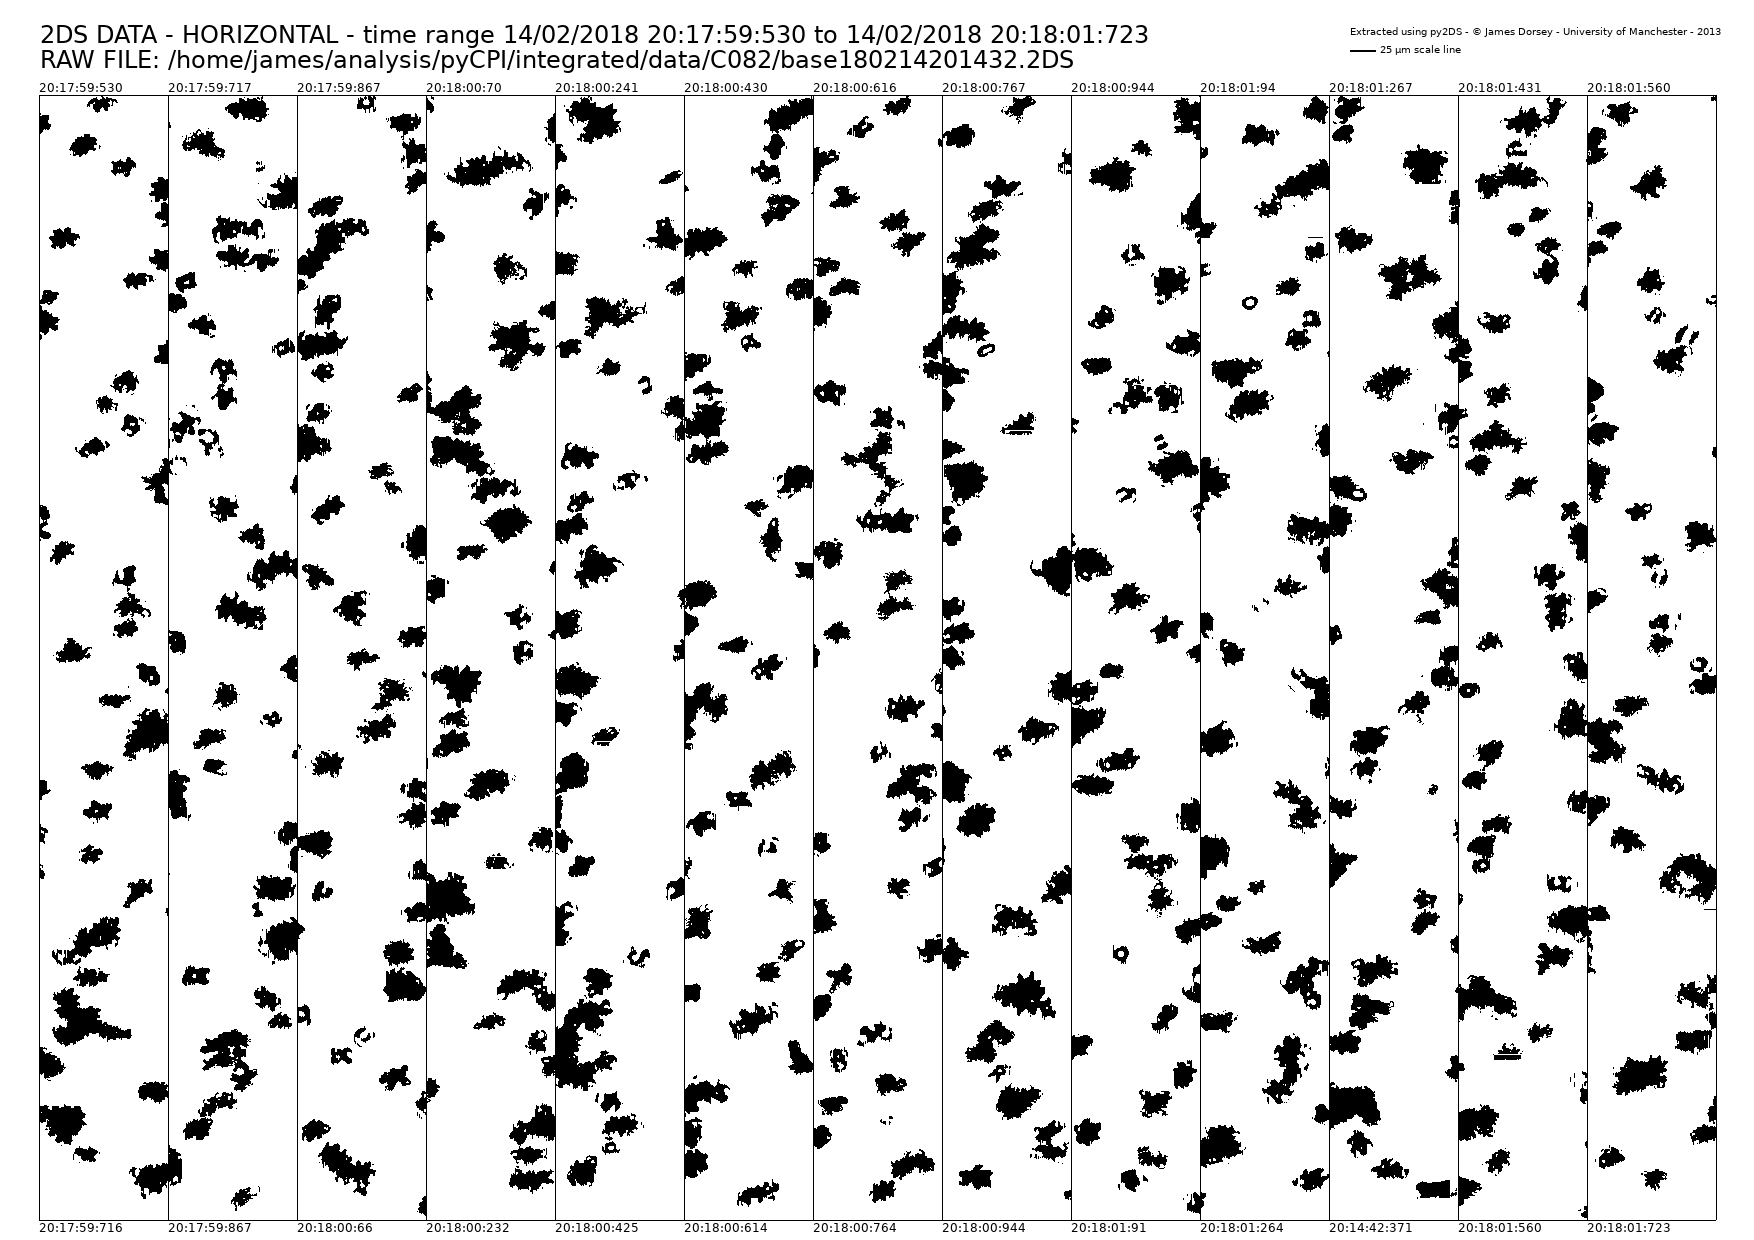 2DS DATA - HORIZONTAL - time range 14/02/2018 20:17:59:530 to 14/02/2018 20:18:01:723
RAW FILE: /home/james/analysis/pyCPI/integrated/data/C082/base180214201432.2DS
Extracted using py2DS - © James Dorsey - University of Manchester - 2013
25 µm scale line
20:17:59:530 20:17:59:717 20:17:59:867 20:18:00:70 20:18:00:241 20:18:00:430 20:18:00:616 20:18:00:767 20:18:00:944 20:18:01:94 20:18:01:267 20:18:01:431 20:18:01:560
20:17:59:716 20:17:59:867 20:18:00:66 20:18:00:232 20:18:00:425 20:18:00:614 20:18:00:764 20:18:00:944 20:18:01:91 20:18:01:264 20:14:42:371 20:18:01:560 20:18:01:723